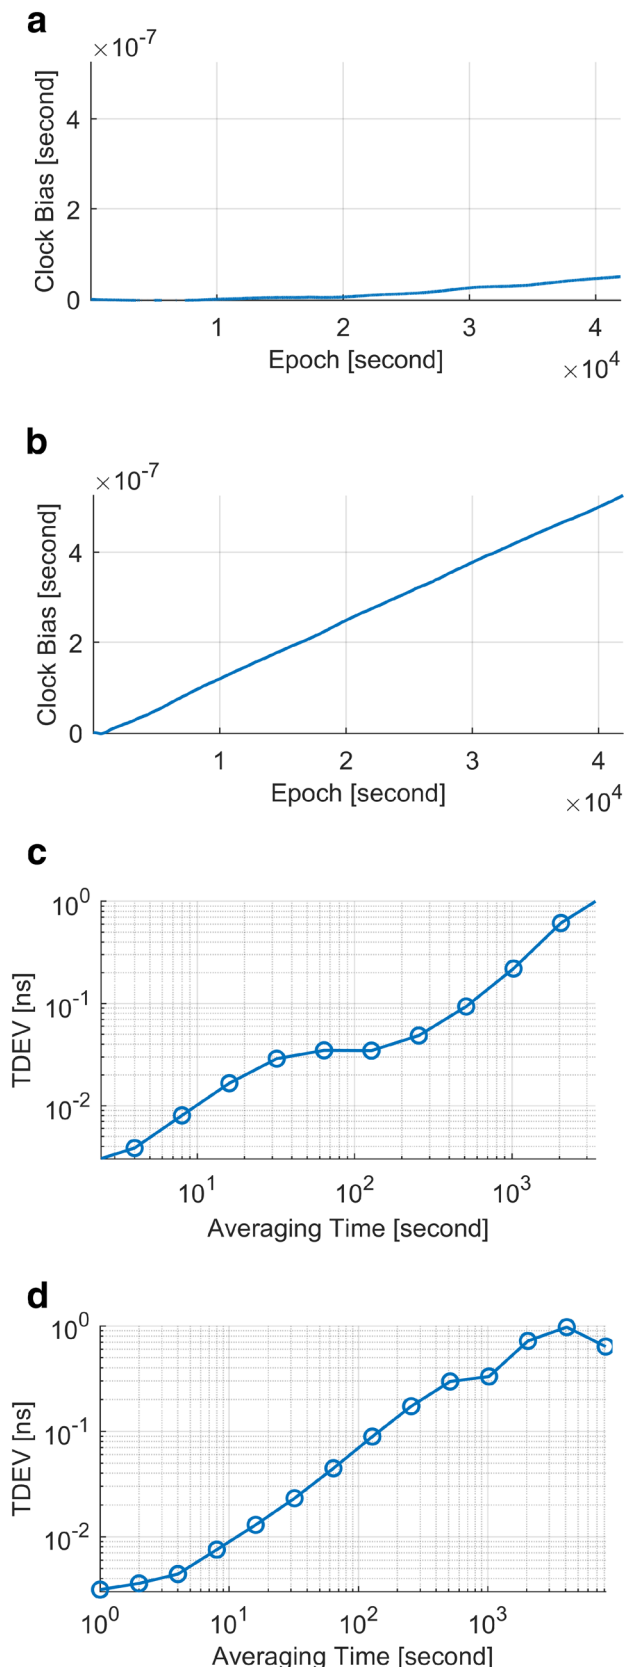 a
×10-7
4
2
0
Clock Bias [second]
1 2 3 4
Epoch [second]
×104
b
×10-7
4
2
0
Clock Bias [second]
1 2 3 4
Epoch [second]
×104
c
100
10-1
10-2
TDEV [ns]
101 102 103
Averaging Time [second]
d
100
10-1
10-2
TDEV [ns]
100 101 102 103
Averaging Time [second]